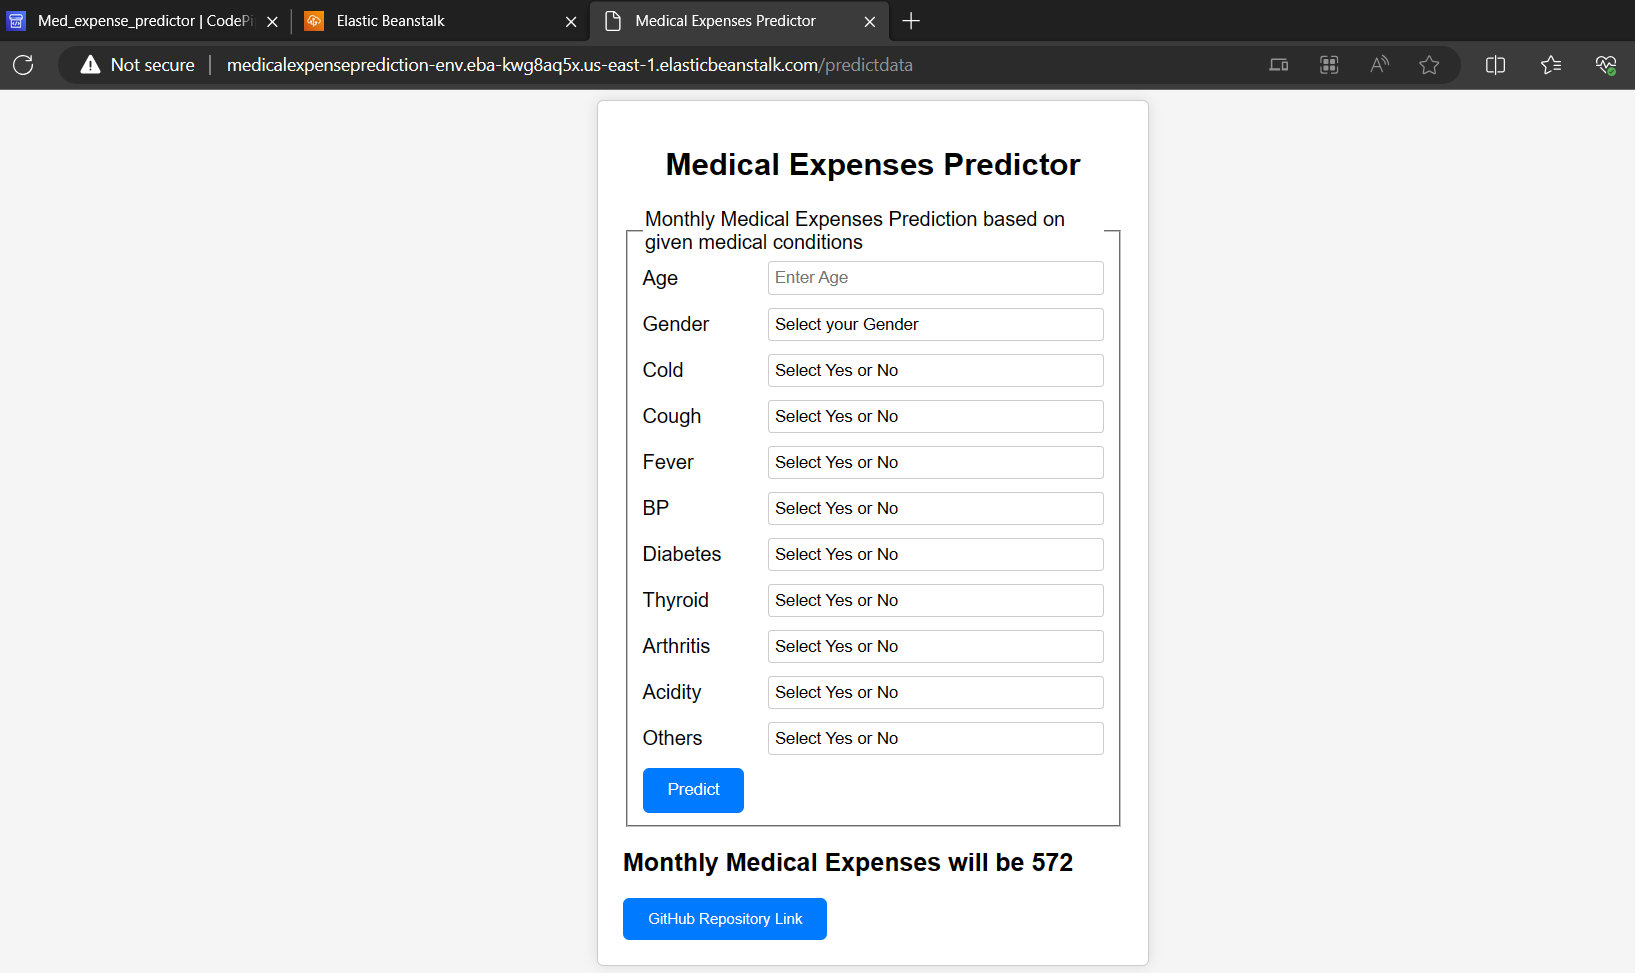 Med_expense_predictor | CodePi
Elastic Beanstalk
Medical Expenses Predictor
Not secure
medicalexpenseprediction-env.eba-kwg8aq5x.us-east-1.elasticbeanstalk.com/predictdata
Medical Expenses Predictor
Monthly Medical Expenses Prediction based on
given medical conditions
Age Enter Age
Gender Select your Gender
Cold Select Yes or No
Cough Select Yes or No
Fever Select Yes or No
BP Select Yes or No
Diabetes Select Yes or No
Thyroid Select Yes or No
Arthritis Select Yes or No
Acidity Select Yes or No
Others Select Yes or No
Predict
Monthly Medical Expenses will be 572
GitHub Repository Link